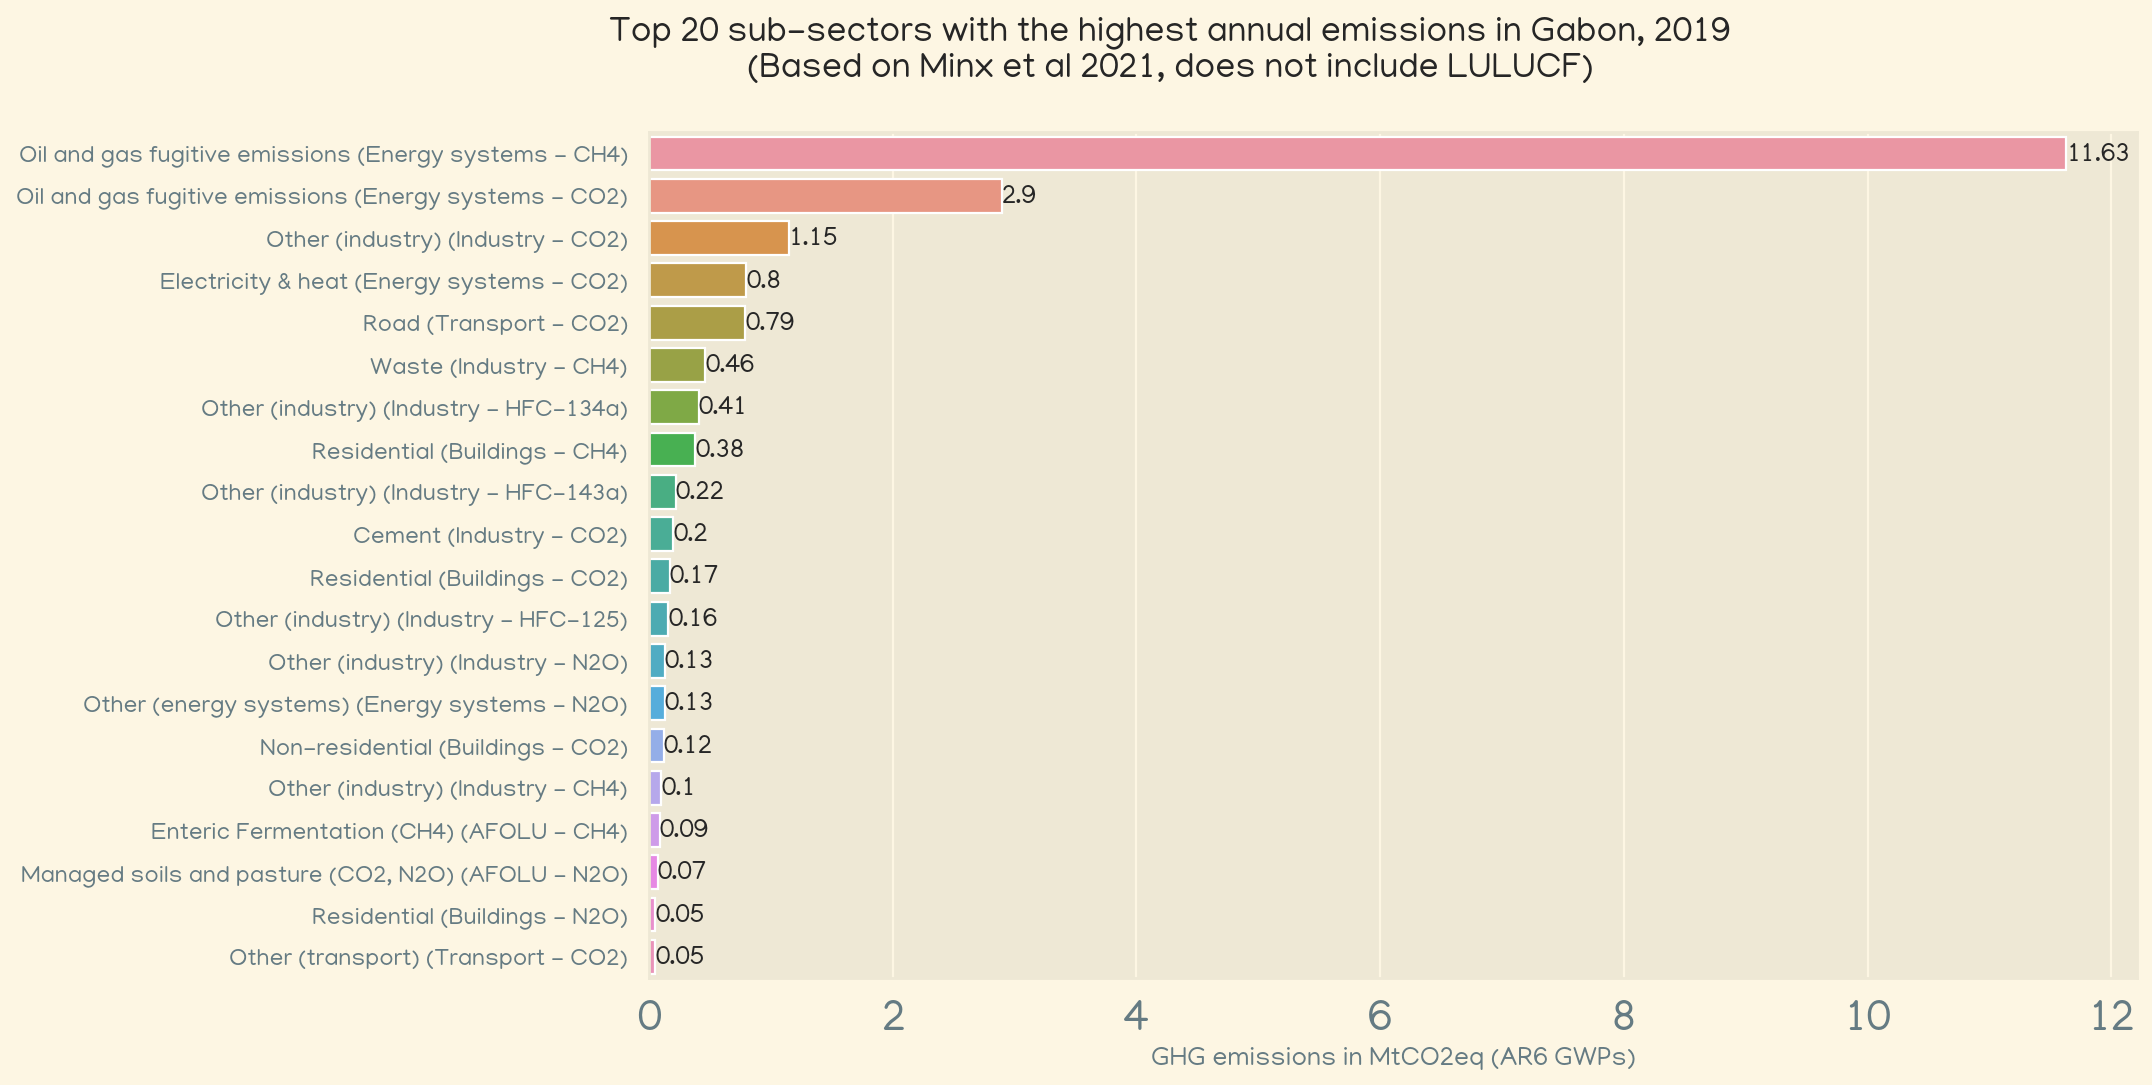 Top 20 sub-sectors with the highest annual emissions in Gabon, 2019
(Based on Minx et al 2021, does not include LULUCF)
Oil and gas fugitive emissions (Energy systems - CH4) 11.63
Oil and gas fugitive emissions (Energy systems - CO2) 2.9
Other (industry) (Industry - CO2) 1.15
Electricity & heat (Energy systems - CO2) 0.8
Road (Transport - CO2) 0.79
Waste (Industry - CH4) 0.46
Other (industry) (Industry - HFC-134a) 0.41
Residential (Buildings - CH4) 0.38
Other (industry) (Industry - HFC-143a) 0.22
Cement (Industry - CO2) 0.2
Residential (Buildings - CO2) 0.17
Other (industry) (Industry - HFC-125) 0.16
Other (industry) (Industry - N2O) 0.13
Other (energy systems) (Energy systems - N2O) 0.13
Non-residential (Buildings - CO2) 0.12
Other (industry) (Industry - CH4) 0.1
Enteric Fermentation (CH4) (AFOLU - CH4) 0.09
Managed soils and pasture (CO2, N2O) (AFOLU - N2O) 0.07
Residential (Buildings - N2O) 0.05
Other (transport) (Transport - CO2) 0.05
0 2 4 6 8 10 12
GHG emissions in MtCO2eq (AR6 GWPs)